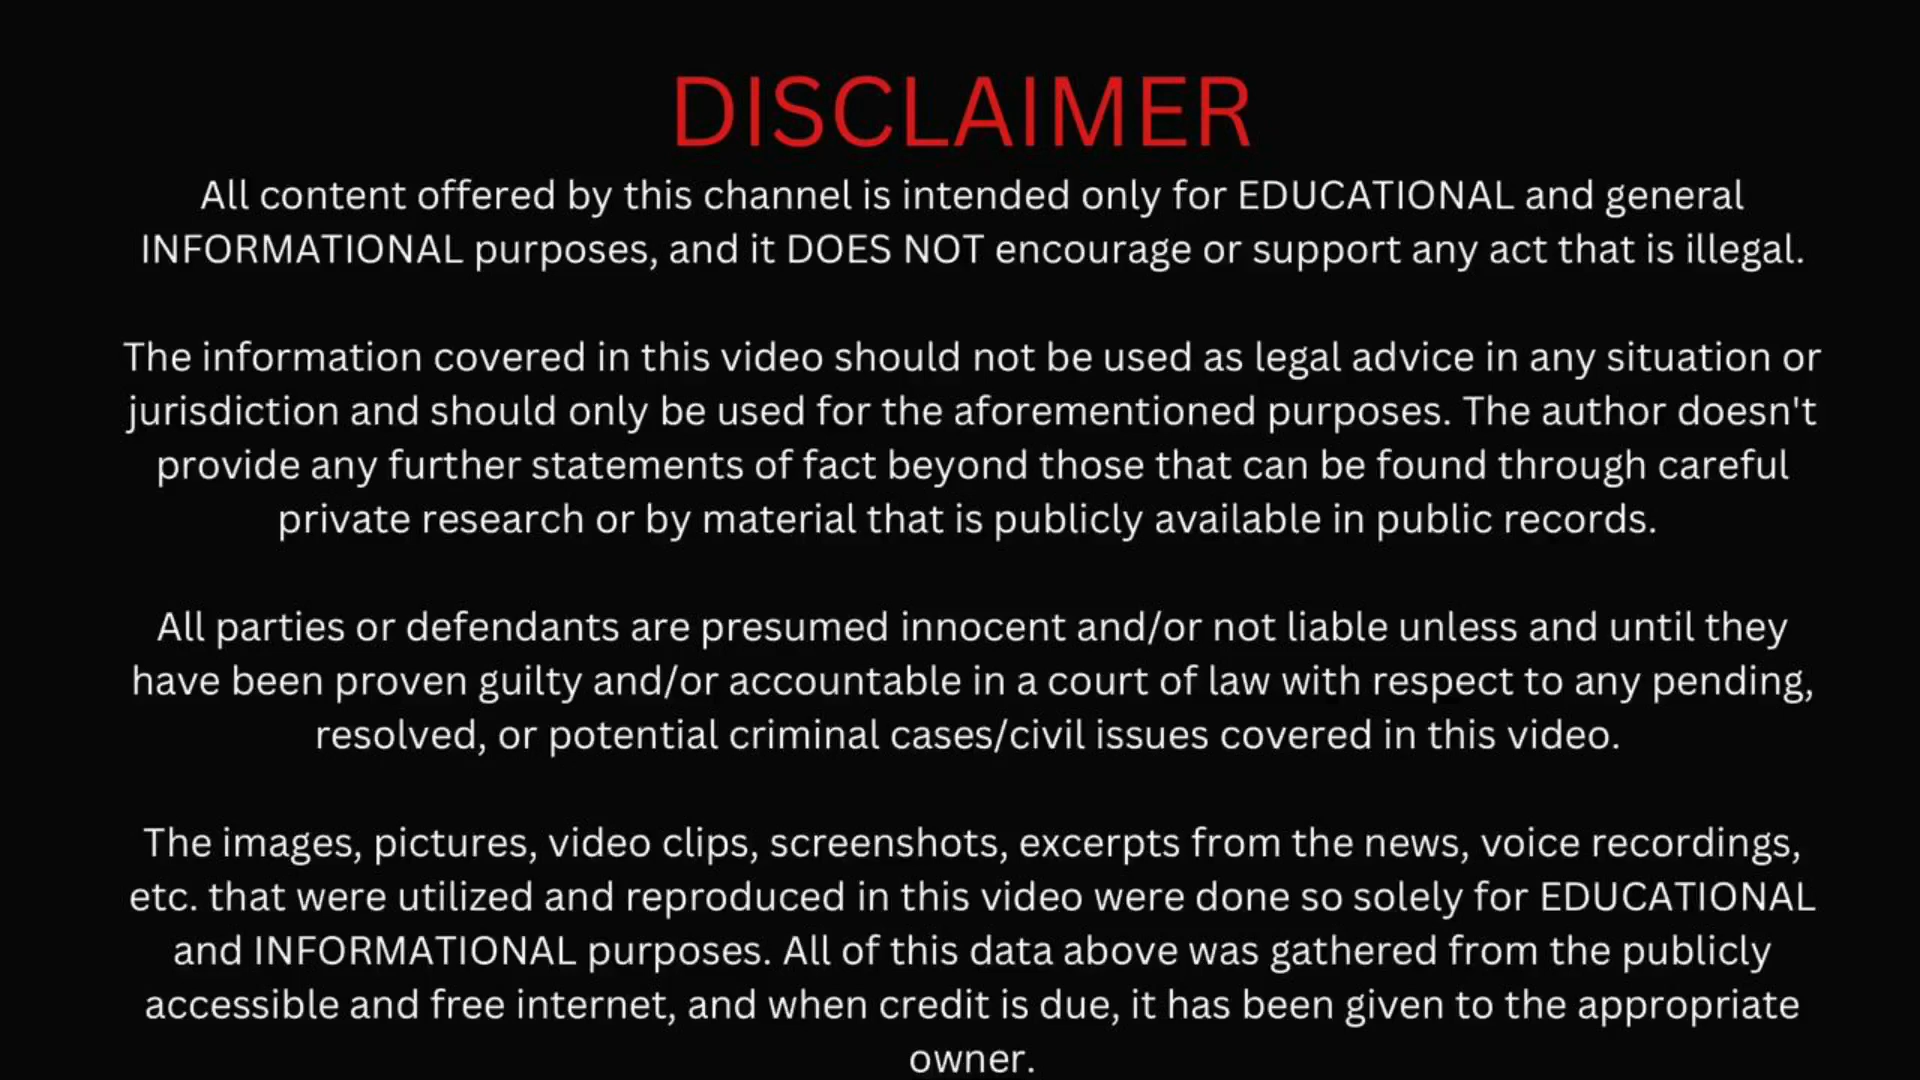 DISCLAIMER
All content offered by this channel is intended only for EDUCATIONAL and general
INFORMATIONAL purposes, and it DOES NOT encourage or support any act that is illegal.
The information covered in this video should not be used as legal advice in any situation or
jurisdiction and should only be used for the aforementioned purposes. The author doesn't
provide any further statements of fact beyond those that can be found through careful
private research or by material that is publicly available in public records.
All parties or defendants are presumed innocent and/or not liable unless and until they
have been proven guilty and/or accountable in a court of law with respect to any pending,
resolved, or potential criminal cases/civil issues covered in this video.
The images, pictures, video clips, screenshots, excerpts from the news, voice recordings,
etc. that were utilized and reproduced in this video were done so solely for EDUCATIONAL
and INFORMATIONAL purposes. All of this data above was gathered from the publicly
accessible and free internet, and when credit is due, it has been given to the appropriate
owner.